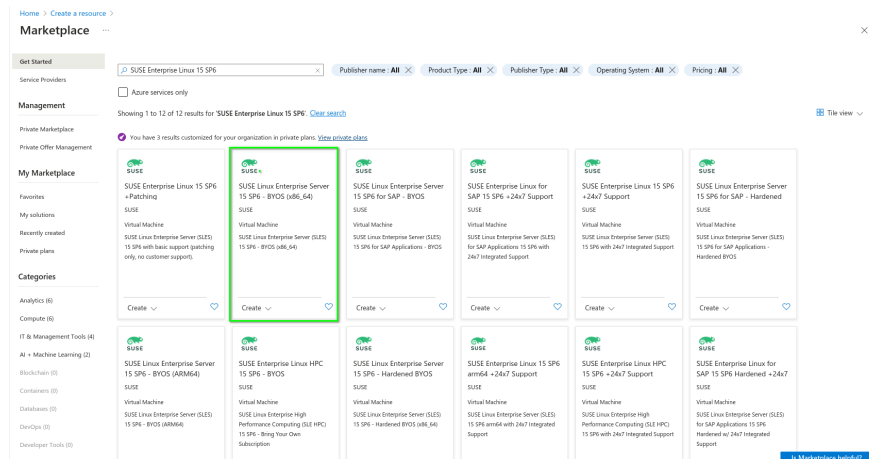 Home > Create a resource >
Marketplace ...
Get Started
Service Providers
Management
Private Marketplace
Private Offer Management
My Marketplace
Favorites
My solutions
Recently created
Private plans
Categories
Analytics (6)
Compute (6)
IT & Management Tools (4)
AI + Machine Learning (2)
Blockchain (0)
Containers (0)
Databases (0)
DevOps (0)
Developer Tools (0)
SUSE Enterprise Linux 15 SP6
Publisher name : All
Product Type : All
Publisher Type : All
Operating System : All
Pricing : All
Azure services only
Showing 1 to 12 of 12 results for 'SUSE Enterprise Linux 15 SP6'. Clear search
Tile view
You have 3 results customized for your organization in private plans. View private plans
SUSE
SUSE Enterprise Linux 15 SP6
+Patching
SUSE
Virtual Machine
SUSE Linux Enterprise Server (SLES)
15 SP6 with basic support (patching
only, no customer support).
Create
SUSE
SUSE Linux Enterprise Server
15 SP6 - BYOS (x86_64)
SUSE
Virtual Machine
SUSE Linux Enterprise Server (SLES)
15 SP6 - BYOS (x86_64)
Create
SUSE
SUSE Linux Enterprise Server
15 SP6 for SAP - BYOS
SUSE
Virtual Machine
SUSE Linux Enterprise Server (SLES)
15 SP6 for SAP Applications - BYOS
Create
SUSE
SUSE Enterprise Linux for
SAP 15 SP6 +24x7 Support
SUSE
Virtual Machine
SUSE Linux Enterprise Server (SLES)
for SAP Applications 15 SP6 with
24x7 Integrated Support
Create
SUSE
SUSE Enterprise Linux 15 SP6
+24x7 Support
SUSE
Virtual Machine
SUSE Linux Enterprise Server (SLES)
15 SP6 with 24x7 Integrated Support
Create
SUSE
SUSE Linux Enterprise Server
15 SP6 for SAP - Hardened
SUSE
Virtual Machine
SUSE Linux Enterprise Server (SLES)
15 SP6 for SAP Applications -
Hardened BYOS
Create
SUSE
SUSE Linux Enterprise Server
15 SP6 - BYOS (ARM64)
SUSE
Virtual Machine
SUSE Linux Enterprise Server (SLES)
15 SP6 - BYOS (ARM64)
SUSE
SUSE Enterprise Linux HPC
15 SP6 - BYOS
SUSE
Virtual Machine
SUSE Linux Enterprise High
Performance Computing (SLE HPC)
15 SP6 - Bring Your Own
Subscription
SUSE
SUSE Linux Enterprise Server
15 SP6 - Hardened BYOS
SUSE
Virtual Machine
SUSE Linux Enterprise Server (SLES)
15 SP6 - Hardened BYOS (x86_64)
SUSE
SUSE Enterprise Linux 15 SP6
arm64 +24x7 Support
SUSE
Virtual Machine
SUSE Linux Enterprise Server (SLES)
15 SP6 arm64 with 24x7 Integrated
Support
SUSE
SUSE Enterprise Linux HPC
15 SP6 +24x7 Support
SUSE
Virtual Machine
SUSE Linux Enterprise High
Performance Computing (SLE HPC)
15 SP6 with 24x7 Integrated Support
SUSE
SUSE Enterprise Linux for
SAP 15 SP6 Hardened +24x7
SUSE
Virtual Machine
SUSE Linux Enterprise Server (SLES)
for SAP Applications 15 SP6
Hardened w/ 24x7 Integrated
Support
Is Marketplace helpful?